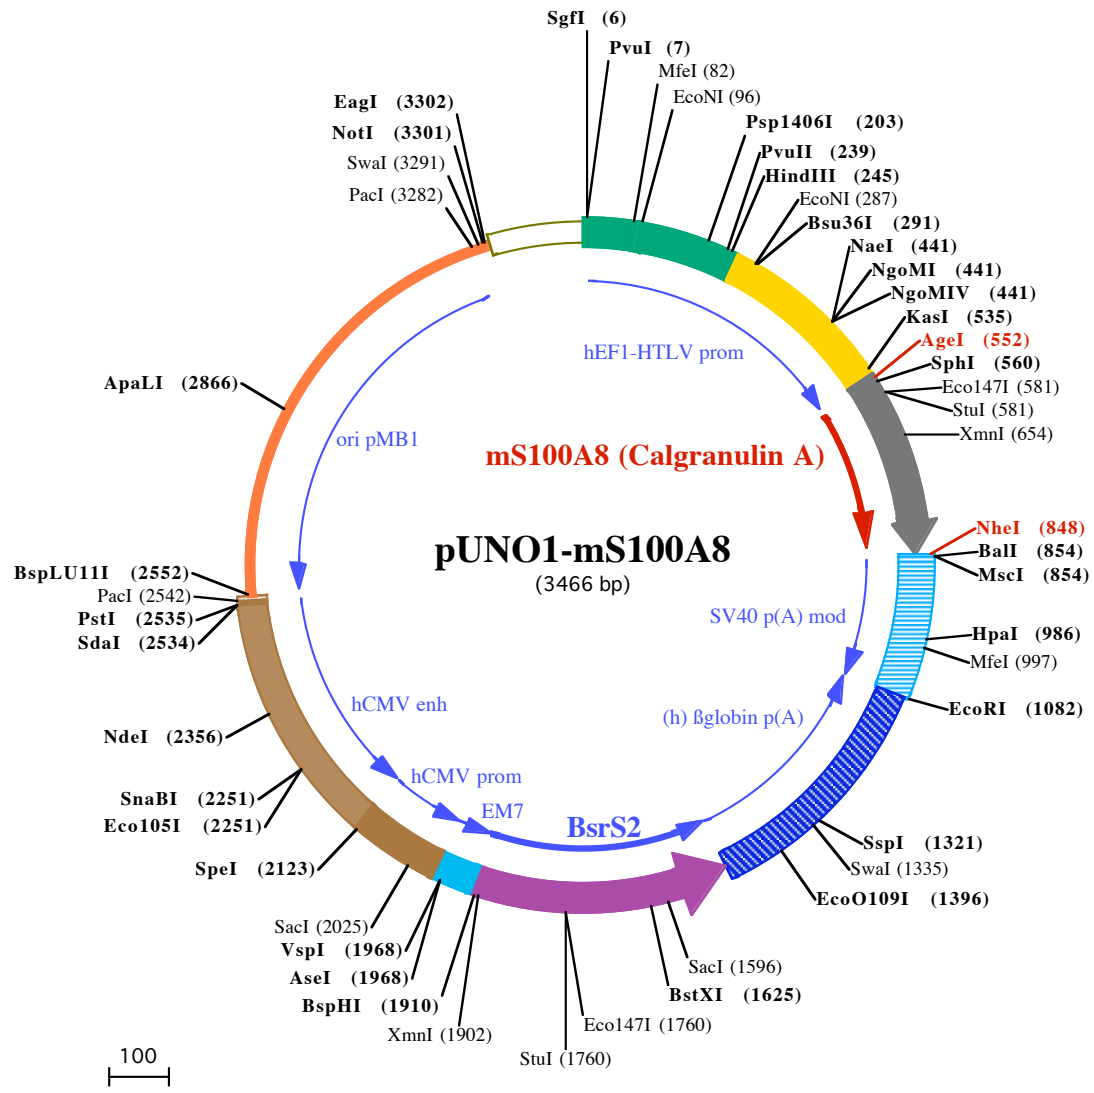 SgfI (6)
PvuI (7)
MfeI (82)
EcoNI (96)
EagI (3302)
Psp1406I (203)
NotI (3301)
PvuII (239)
SwaI (3291)
HindIII (245)
PacI (3282)
EcoNI (287)
Bsu36I (291)
NaeI (441)
NgoMI (441)
NgoMIV (441)
KasI (535)
AgeI (552)
hEF1-HTLV prom
SphI (560)
ApaLI (2866)
Eco147I (581)
StuI (581)
XmnI (654)
ori pMB1
mS100A8 (Calgranulin A)
NheI (848)
pUNO1-mS100A8
BalI (854)
BspLU11I (2552)
MscI (854)
(3466 bp)
PacI (2542)
PstI (2535)
SV40 p(A) mod
HpaI (986)
SdaI (2534)
MfeI (997)
hCMV enh
EcoRI (1082)
(h) ßglobin p(A)
NdeI (2356)
hCMV prom
SnaBI (2251)
EM7
Eco105I (2251)
BsrS2
SspI (1321)
SpeI (2123)
SwaI (1335)
EcoO109I (1396)
SacI (2025)
VspI (1968)
SacI (1596)
AseI (1968)
BstXI (1625)
BspHI (1910)
Eco147I (1760)
XmnI (1902)
StuI (1760)
100